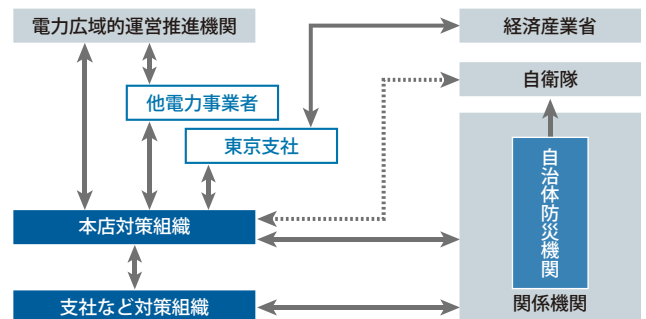 電力広域的運営推進機関
経済産業省
自衛隊
他電力事業者
東京支社
自治体防災機関
本店対策組織
支社など対策組織
関係機関